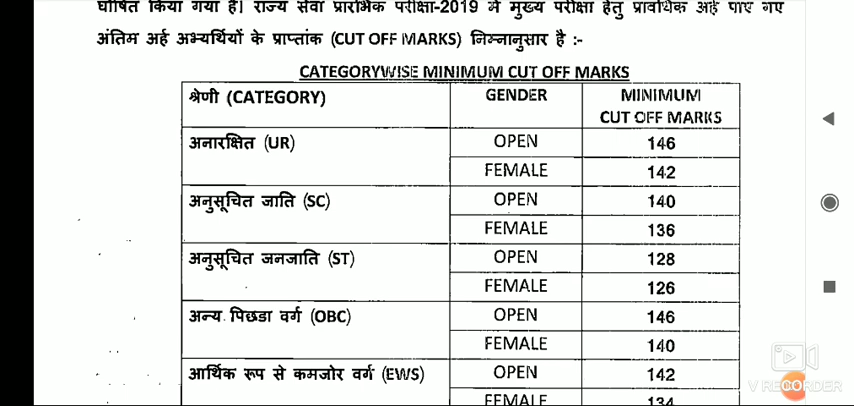 घोषित किया गया है। राज्य सेवा प्रारंभिक परीक्षा-2019 में मुख्य परीक्षा हेतु प्रावधिक अर्ह पाए गए
अंतिम अर्ह अभ्यर्थियों के प्राप्तांक (CUT OFF MARKS) निम्नानुसार है :-
CATEGORYWISE MINIMUM CUT OFF MARKS
श्रेणी (CATEGORY) GENDER MINIMUM
CUT OFF MARKS
अनारक्षित (UR) OPEN 146
FEMALE 142
अनुसूचित जाति (SC) OPEN 140
FEMALE 136
अनुसूचित जनजाति (ST) OPEN 128
FEMALE 126
अन्य पिछडा वर्ग (OBC) OPEN 146
FEMALE 140
आर्थिक रूप से कमजोर वर्ग (EWS) OPEN 142
FEMALE 134
V RECORDER